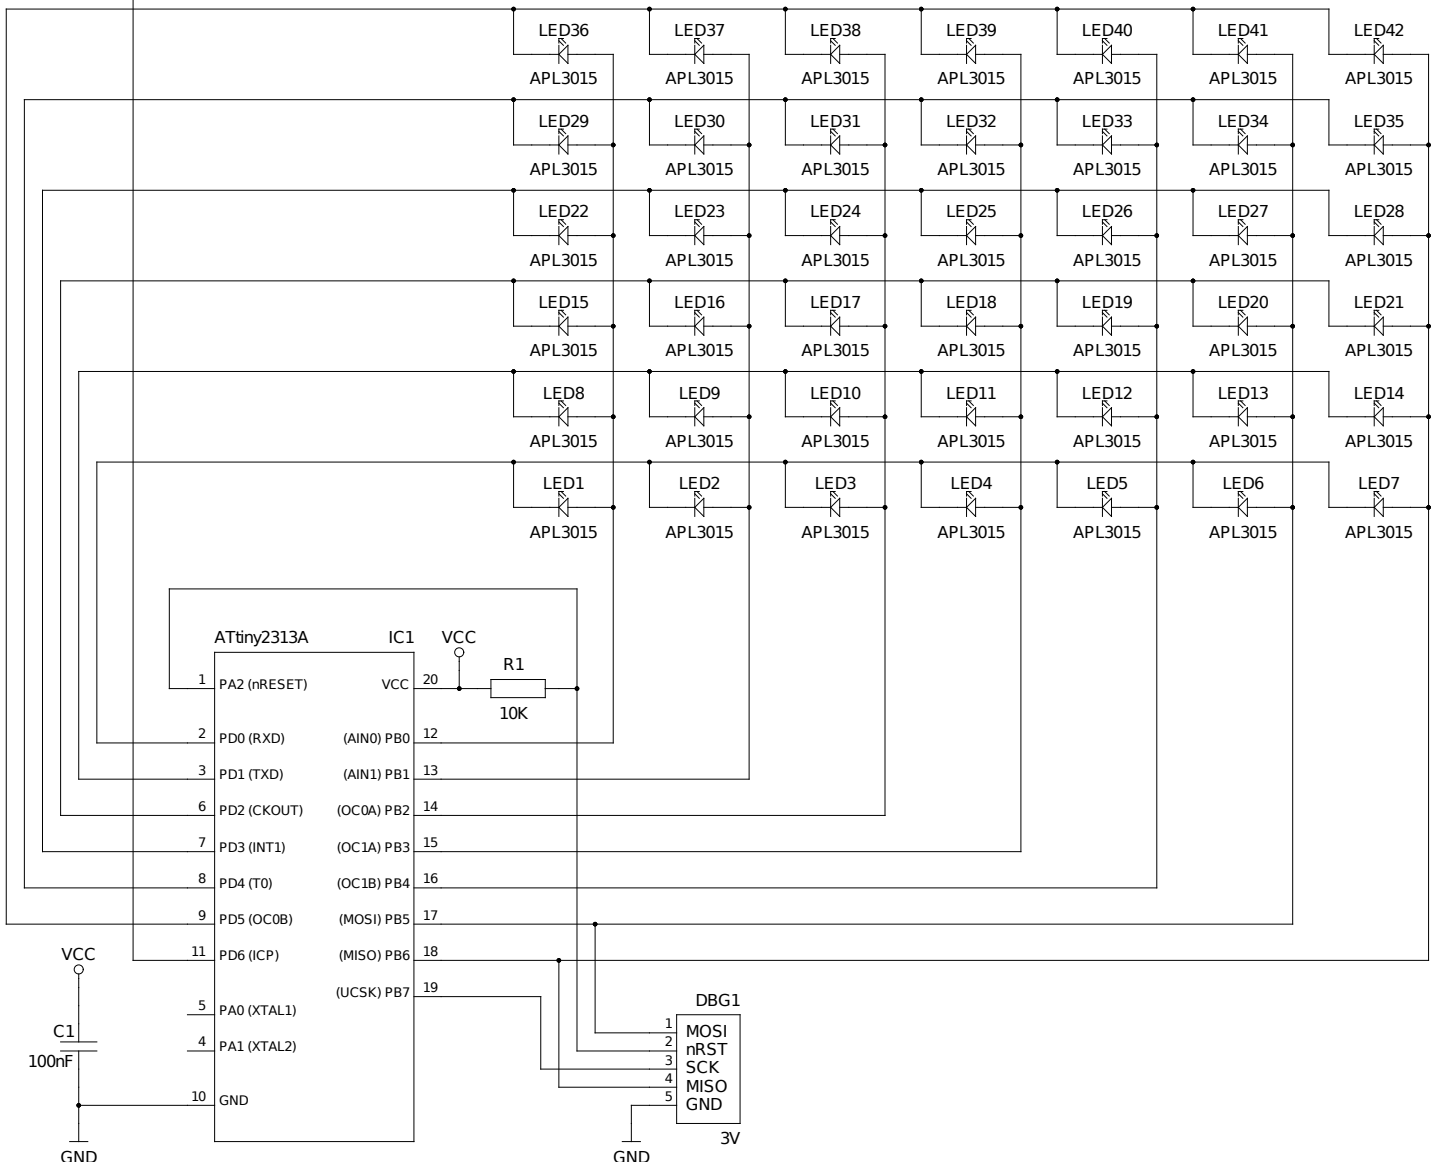 LED36 LED37 LED38 LED39 LED40 LED41 LED42
APL3015 APL3015 APL3015 APL3015 APL3015 APL3015 APL3015
LED29 LED30 LED31 LED32 LED33 LED34 LED35
APL3015 APL3015 APL3015 APL3015 APL3015 APL3015 APL3015
LED22 LED23 LED24 LED25 LED26 LED27 LED28
APL3015 APL3015 APL3015 APL3015 APL3015 APL3015 APL3015
LED15 LED16 LED17 LED18 LED19 LED20 LED21
APL3015 APL3015 APL3015 APL3015 APL3015 APL3015 APL3015
LED8 LED9 LED10 LED11 LED12 LED13 LED14
APL3015 APL3015 APL3015 APL3015 APL3015 APL3015 APL3015
LED1 LED2 LED3 LED4 LED5 LED6 LED7
APL3015 APL3015 APL3015 APL3015 APL3015 APL3015 APL3015
ATtiny2313A IC1 VCC
R1
1 PA2 (nRESET) VCC 20
10K
2 PD0 (RXD) (AIN0) PB0 12
3 PD1 (TXD) (AIN1) PB1 13
6 PD2 (CKOUT) (OC0A) PB2 14
7 PD3 (INT1) (OC1A) PB3 15
8 PD4 (T0) (OC1B) PB4 16
9 PD5 (OC0B) (MOSI) PB5 17
VCC 11 PD6 (ICP) (MISO) PB6 18
(UCSK) PB7 19
DBG1
5 PA0 (XTAL1)
C1
1 MOSI
4 PA1 (XTAL2)
2 nRST
100nF
3 SCK
4 MISO
10 GND
5 GND
3V
GND GND